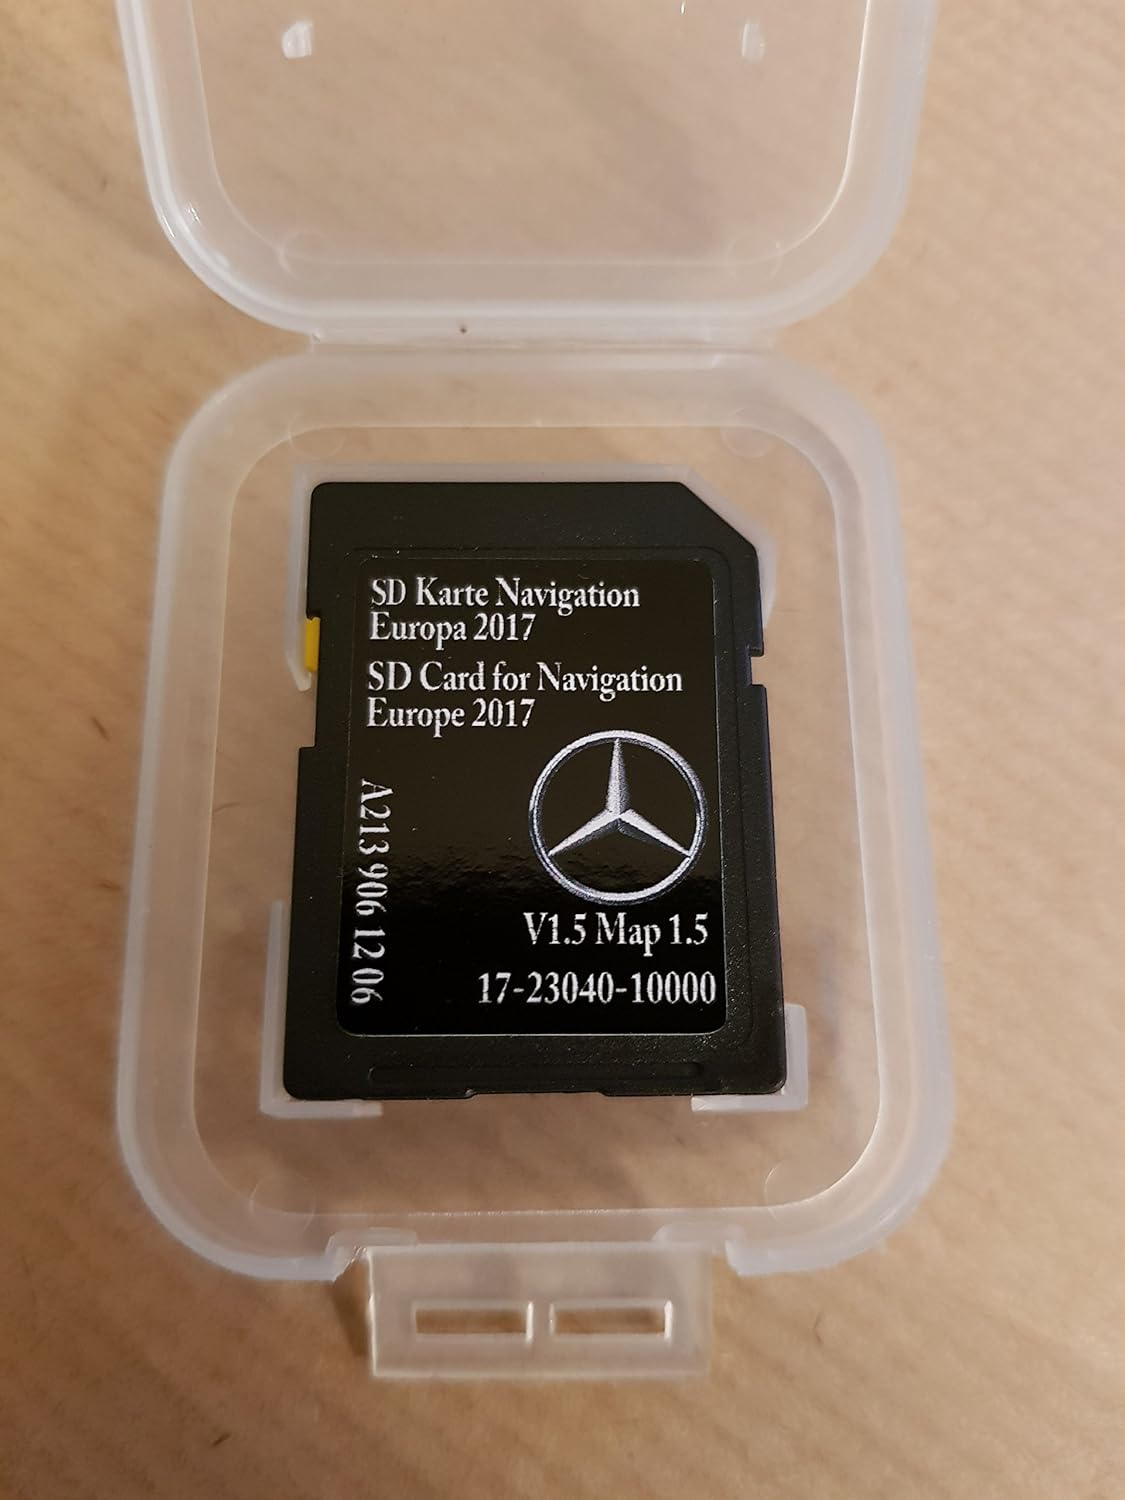 SD Karte Navigation
Europa 2017
SD Card for Navigation
Europe 2017
A213 906 12 06
V1.5 Map 1.5
17-23040-10000